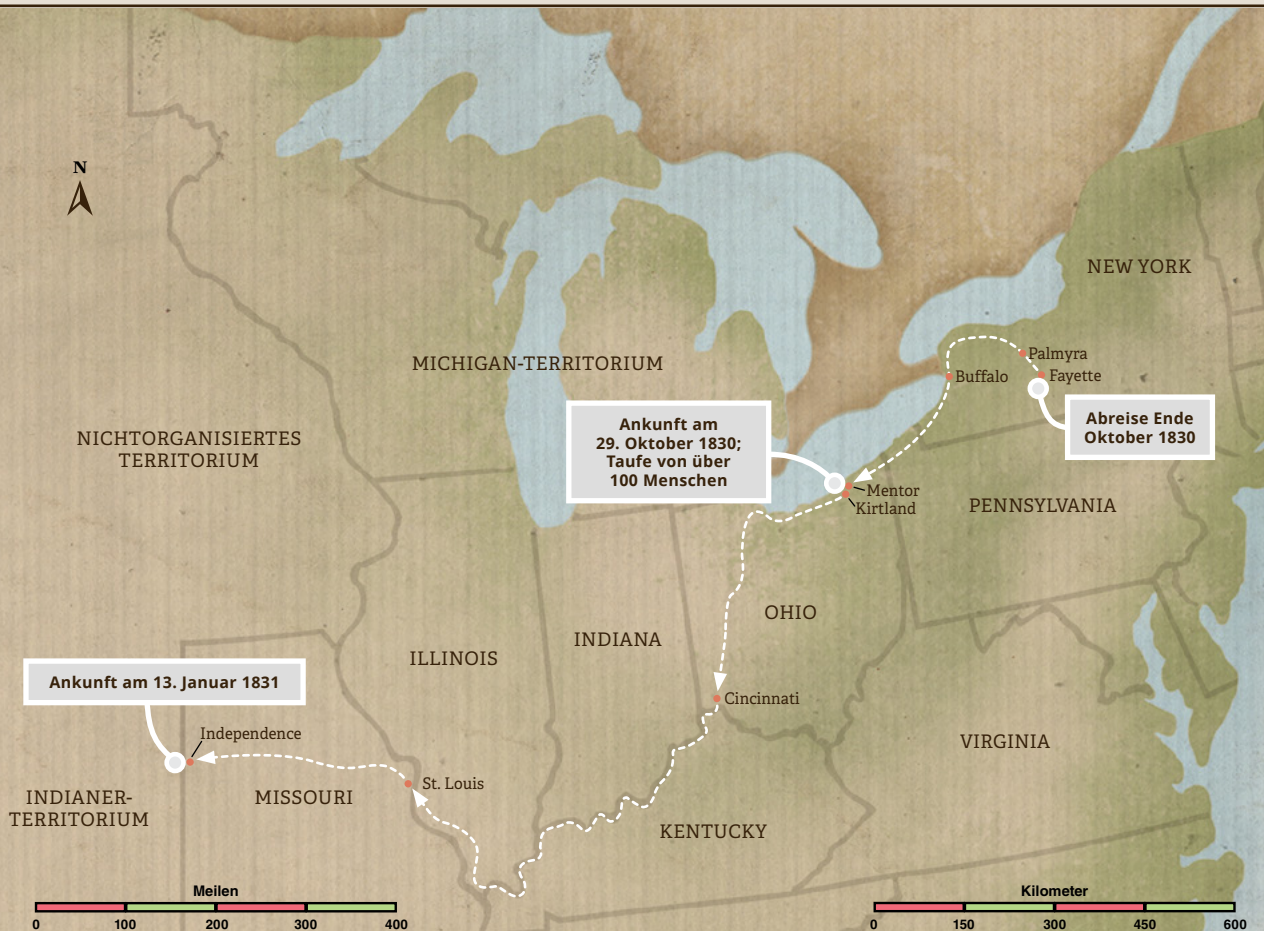 N
NEW YORK
MICHIGAN-TERRITORIUM
Palmyra
Fayette
Buffalo
Abreise Ende
Oktober 1830
Ankunft am
29. Oktober 1830;
Taufe von über
100 Menschen
NICHTORGANISIERTES
TERRITORIUM
Mentor
Kirtland
PENNSYLVANIA
OHIO
INDIANA
ILLINOIS
Ankunft am 13. Januar 1831
Cincinnati
Independence
VIRGINIA
St. Louis
INDIANER-
TERRITORIUM
MISSOURI
KENTUCKY
Meilen
0 100 200 300 400
Kilometer
0 150 300 450 600